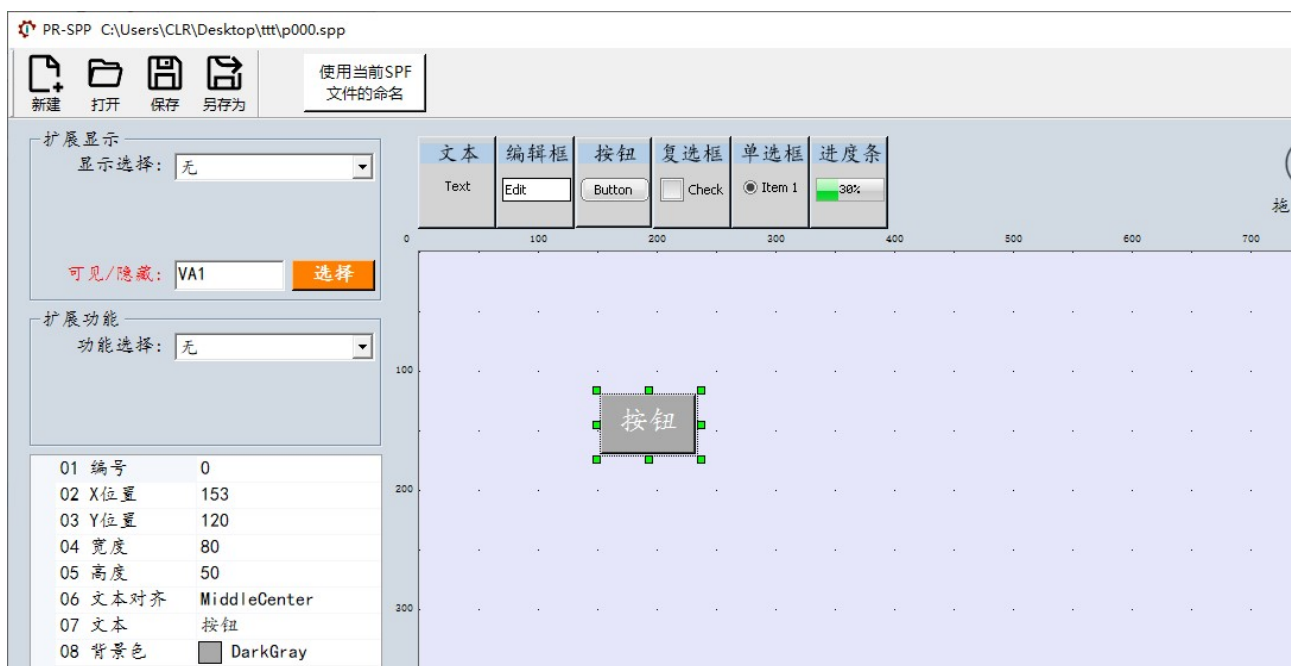 PR-SPP C:\Users\CLR\Desktop\ttt\p000.spp
新建 打开 保存 另存为
使用当前SPF
文件的命名
扩展显示
显示选择: 无
可见/隐藏: VA1 选择
扩展功能
功能选择: 无
01 编号 0
02 X位置 153
03 Y位置 120
04 宽度 80
05 高度 50
06 文本对齐 MiddleCenter
07 文本 按钮
08 背景色 DarkGray
文本 编辑框 按钮 复选框 单选框 进度条
Text Edit Button Check Item 1 30%
0 100 200 300 400 500 600 700
100
按钮
200
300